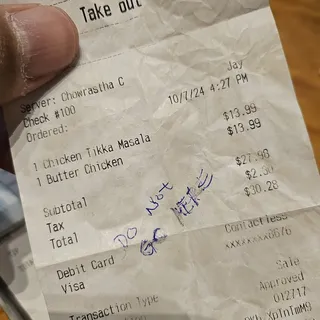 Take out
Server: Chowrastha C
Check #100
Jay
Ordered:
10/7/24 4:27 PM
1 Chicken Tikka Masala $13.99
1 Butter Chicken $13.99
Subtotal $27.98
Tax $2.30
Total $30.28
DO NOT
GO HERE
Debit Card Contactless
Visa xxxxxxxx8676
Transaction Type Sale
Approved
012717